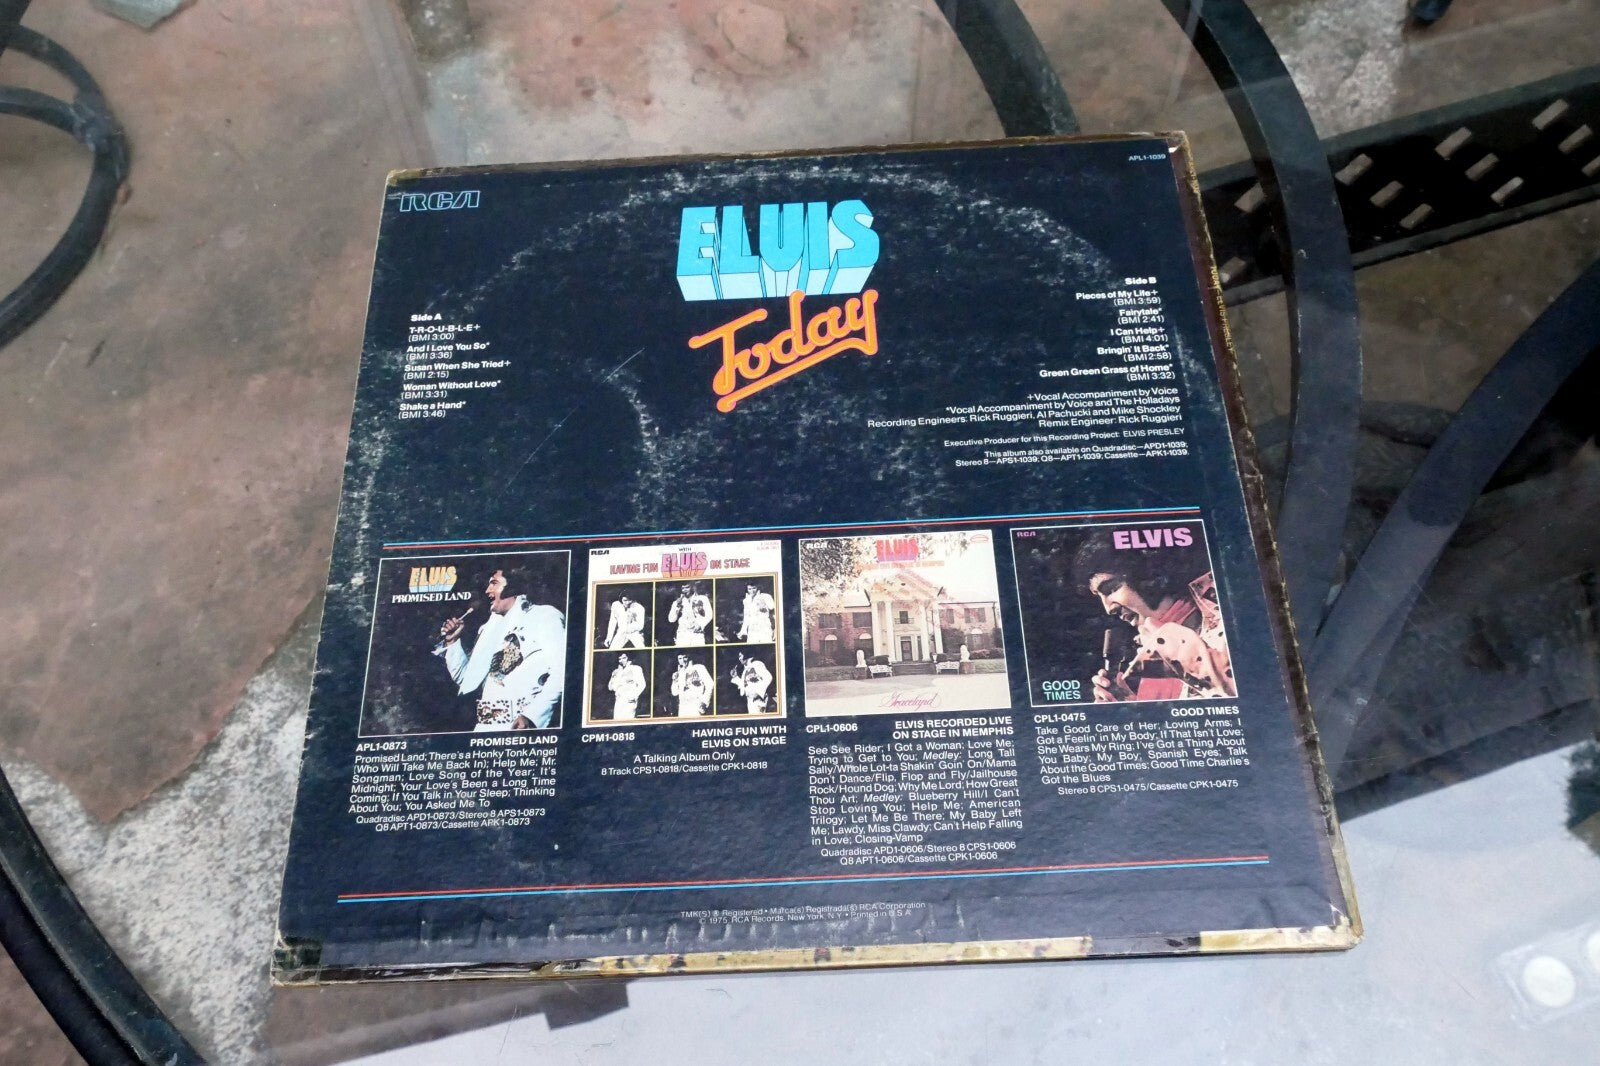 RCA
APL1-1039
ELVIS
Today
Side A
T-R-O-U-B-L-E+
(BMI 3:00)
And I Love You So*
(BMI 3:36)
Susan When She Tried+
(BMI 2:15)
Woman Without Love*
(BMI 3:31)
Shake a Hand*
(BMI 3:46)
Side B
Pieces of My Life+
(BMI 3:59)
Fairytale*
(BMI 2:41)
I Can Help+
(BMI 4:01)
Bringin' It Back*
(BMI 2:58)
Green Green Grass of Home*
(BMI 3:32)
+Vocal Accompaniment by Voice
*Vocal Accompaniment by Voice and The Holladays
Recording Engineers: Rick Ruggieri, Al Pachucki and Mike Shockley
Remix Engineer: Rick Ruggieri
Executive Producer for this Recording Project: ELVIS PRESLEY
This album also available on Quadradisc—APD1-1039;
Stereo 8—APS1-1039; Q8—APT1-1039; Cassette—APK1-1039.
ELVIS
PROMISED LAND
APL1-0873 PROMISED LAND
Promised Land; There's a Honky Tonk Angel
(Who Will Take Me Back In); Help Me; Mr.
Songman; Love Song of the Year; It's
Midnight; Your Love's Been a Long Time
Coming; If You Talk in Your Sleep; Thinking
About You; You Asked Me To
Quadradisc APD1-0873/Stereo 8 APS1-0873
Q8 APT1-0873/Cassette APK1-0873
RCA
WITH
HAVING FUN ELVIS ON STAGE
CPM1-0818 HAVING FUN WITH
ELVIS ON STAGE
A Talking Album Only
8 Track CPS1-0818/Cassette CPK1-0818
RCA
ELVIS
Graceland
CPL1-0606 ELVIS RECORDED LIVE
ON STAGE IN MEMPHIS
See See Rider; I Got a Woman; Love Me;
Trying to Get to You; Medley: Long Tall
Sally/Whole Lot-ta Shakin' Goin' On/Mama
Don't Dance/Flip, Flop and Fly/Jailhouse
Rock/Hound Dog; Why Me Lord; How Great
Thou Art; Medley: Blueberry Hill/I Can't
Stop Loving You; Help Me; American
Trilogy; Let Me Be There; My Baby Left
Me; Lawdy, Miss Clawdy; Can't Help Falling
in Love; Closing-Vamp
Quadradisc APD1-0606/Stereo 8 CPS1-0606
Q8 APT1-0606/Cassette CPK1-0606
RCA
ELVIS
GOOD
TIMES
CPL1-0475 GOOD TIMES
Take Good Care of Her; Loving Arms; I
Got a Feelin' in My Body; If That Isn't Love;
She Wears My Ring; I've Got a Thing About
You Baby; My Boy; Spanish Eyes; Talk
About the Good Times; Good Time Charlie's
Got the Blues
Stereo 8 CPS1-0475/Cassette CPK1-0475
TMK(S) ® Registered • Marca(s) Registrada(s) RCA Corporation
© 1975, RCA Records, New York, N.Y. • Printed in U.S.A.